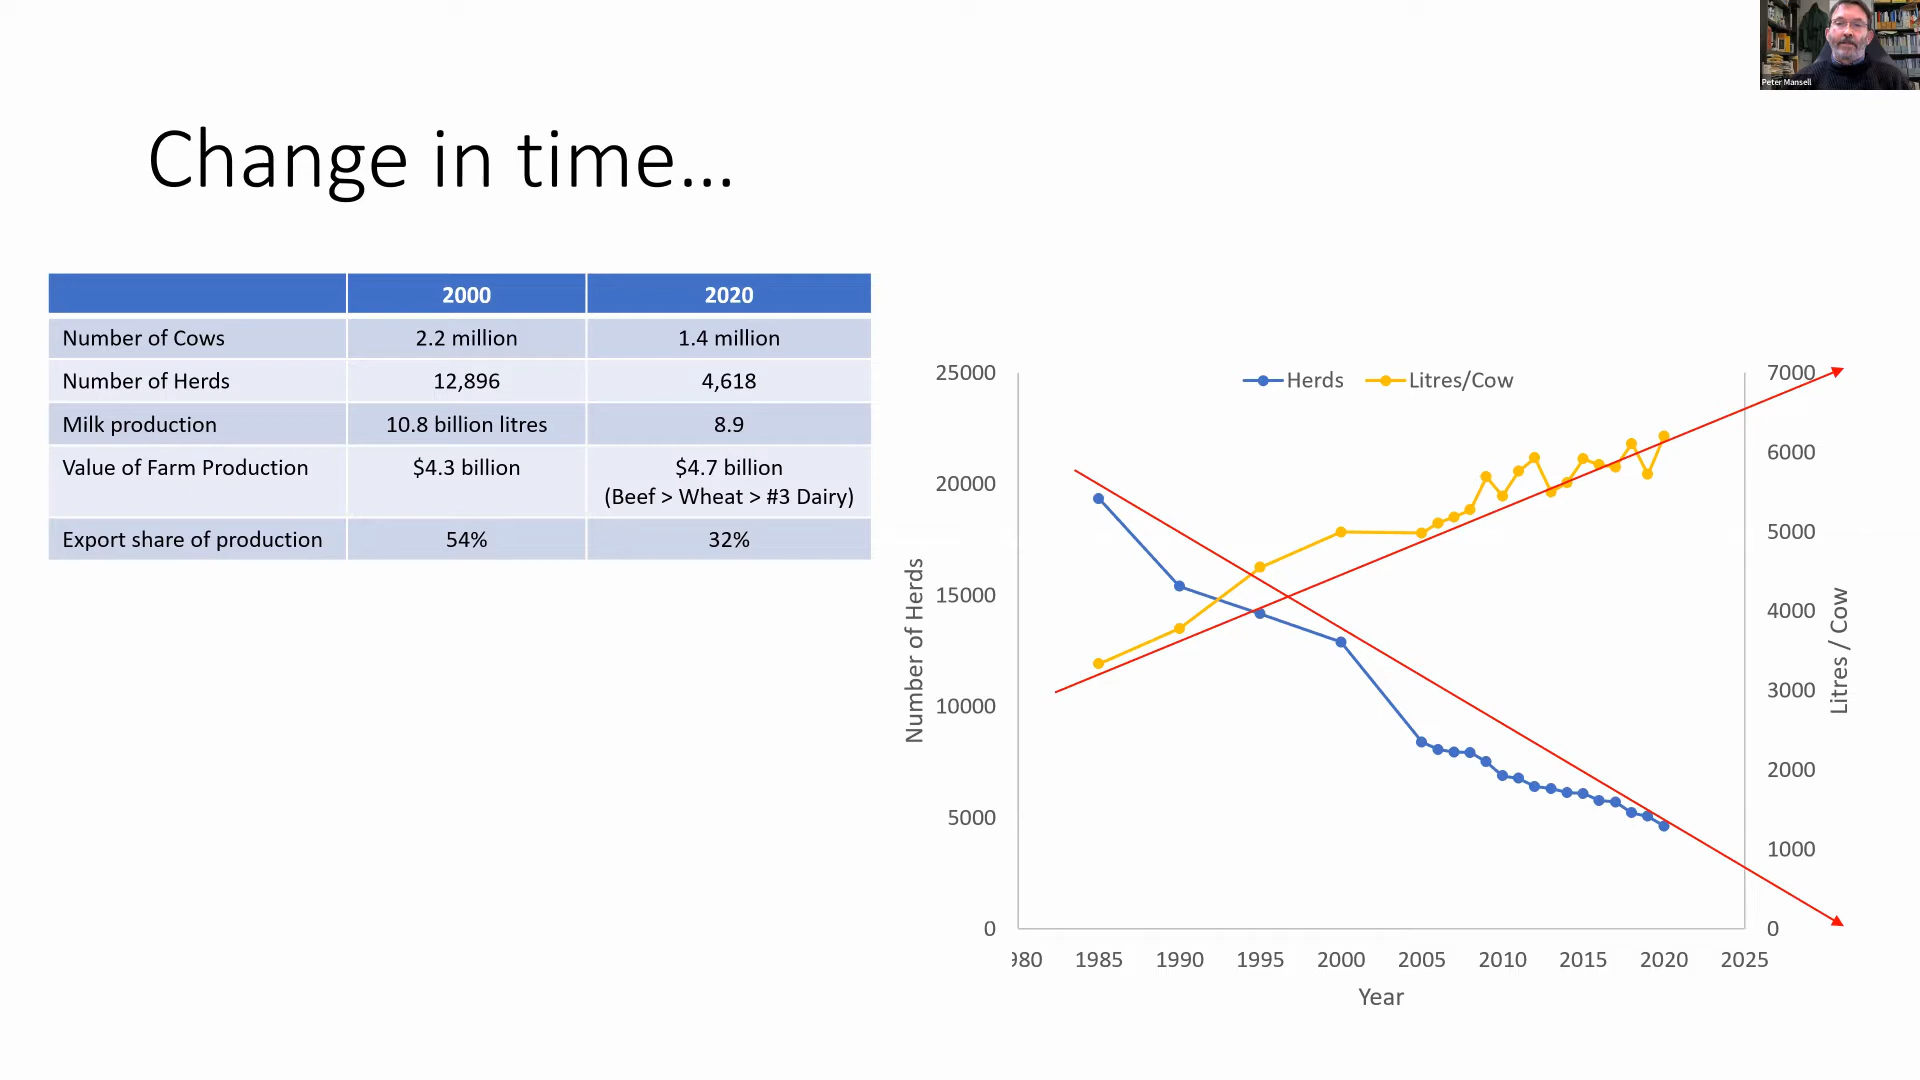 Peter Mansell
Change in time...
2000 2020
Number of Cows 2.2 million 1.4 million
Number of Herds 12,896 4,618
Milk production 10.8 billion litres 8.9
Value of Farm Production $4.3 billion $4.7 billion
(Beef > Wheat > #3 Dairy)
Export share of production 54% 32%
Herds Litres/Cow
25000
20000
15000
10000
5000
0
Number of Herds
7000
6000
5000
4000
3000
2000
1000
0
Litres / Cow
980 1985 1990 1995 2000 2005 2010 2015 2020 2025
Year